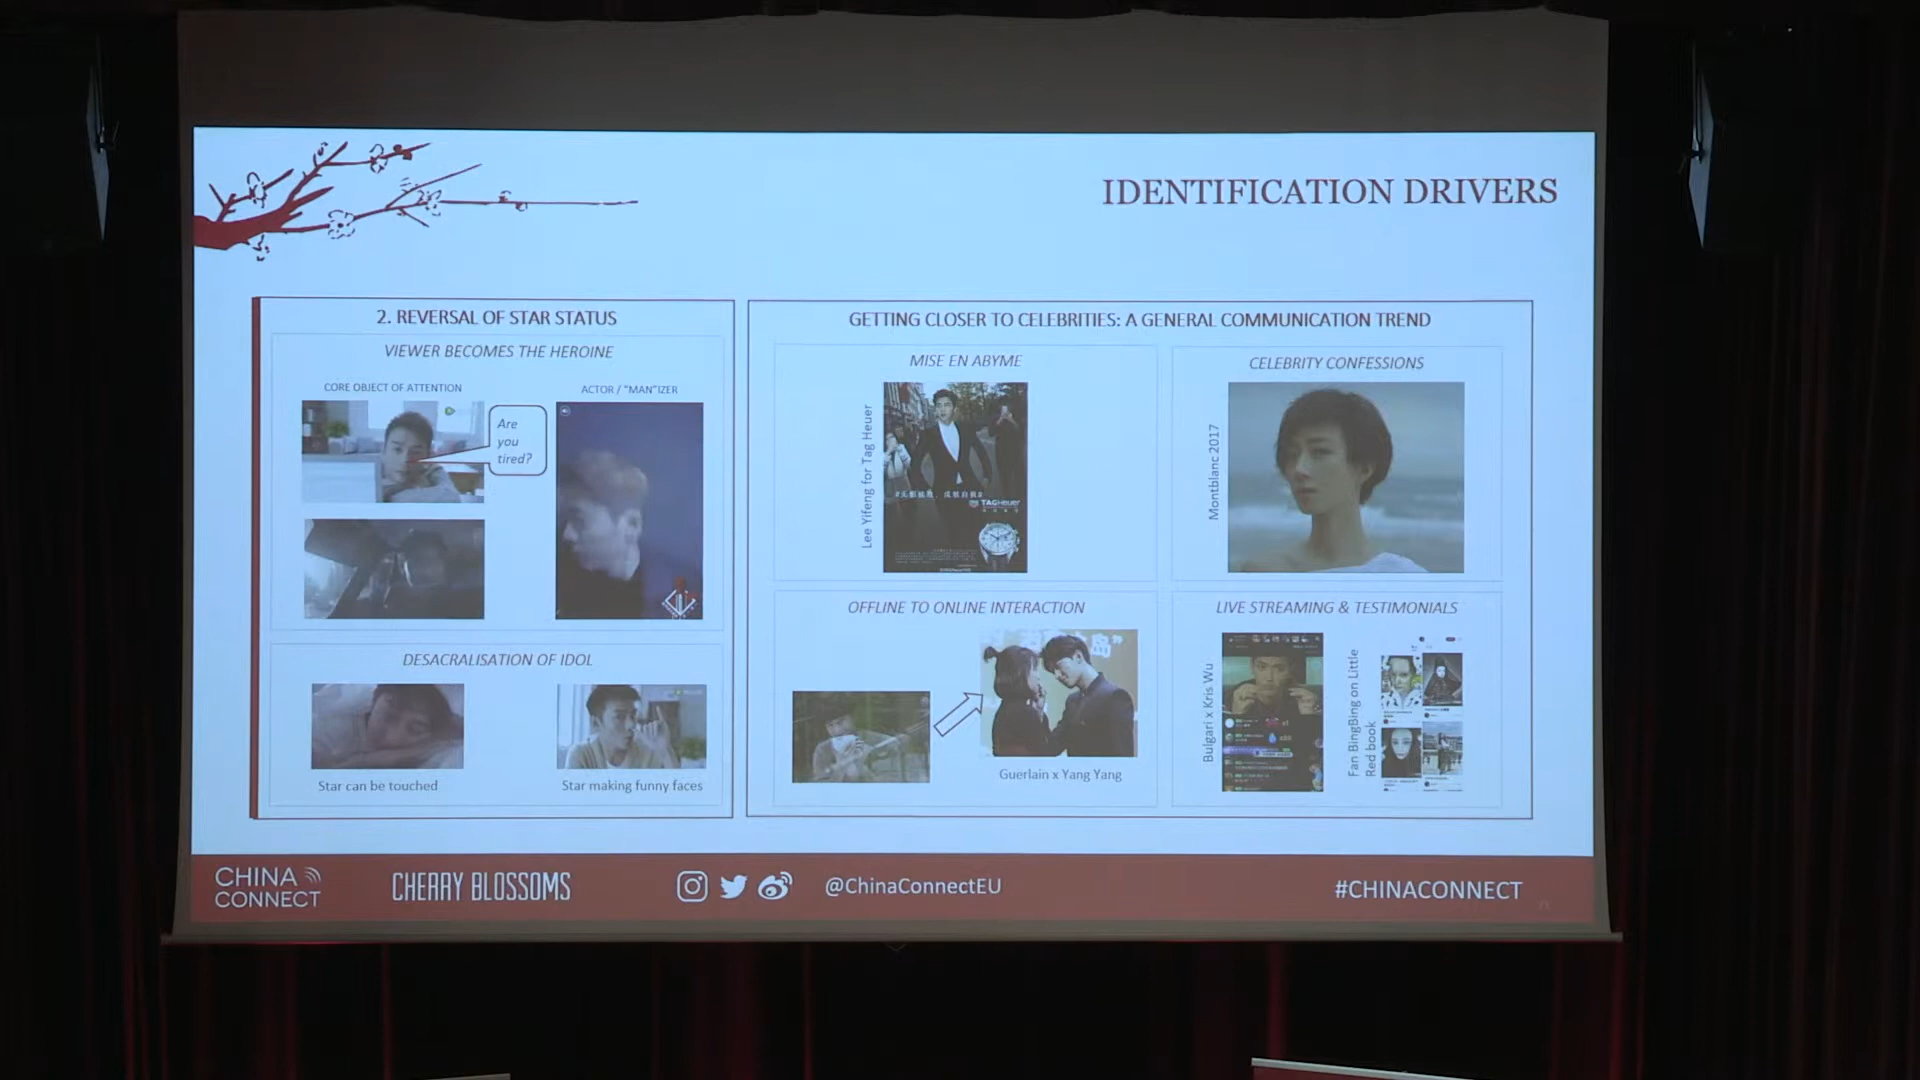 IDENTIFICATION DRIVERS
2. REVERSAL OF STAR STATUS
VIEWER BECOMES THE HEROINE
CORE OBJECT OF ATTENTION
ACTOR / "MAN"IZER
Are
you
tired?
DESACRALISATION OF IDOL
Star can be touched
Star making funny faces
GETTING CLOSER TO CELEBRITIES: A GENERAL COMMUNICATION TREND
MISE EN ABYME
Lee Yifeng for Tag Heuer
TAGHeuer
CELEBRITY CONFESSIONS
Montblanc 2017
OFFLINE TO ONLINE INTERACTION
Guerlain x Yang Yang
LIVE STREAMING & TESTIMONIALS
Bulgari x Kris Wu
Fan BingBing on Little
Red book
CHINA
CONNECT
CHERRY BLOSSOMS
@ChinaConnectEU
#CHINACONNECT